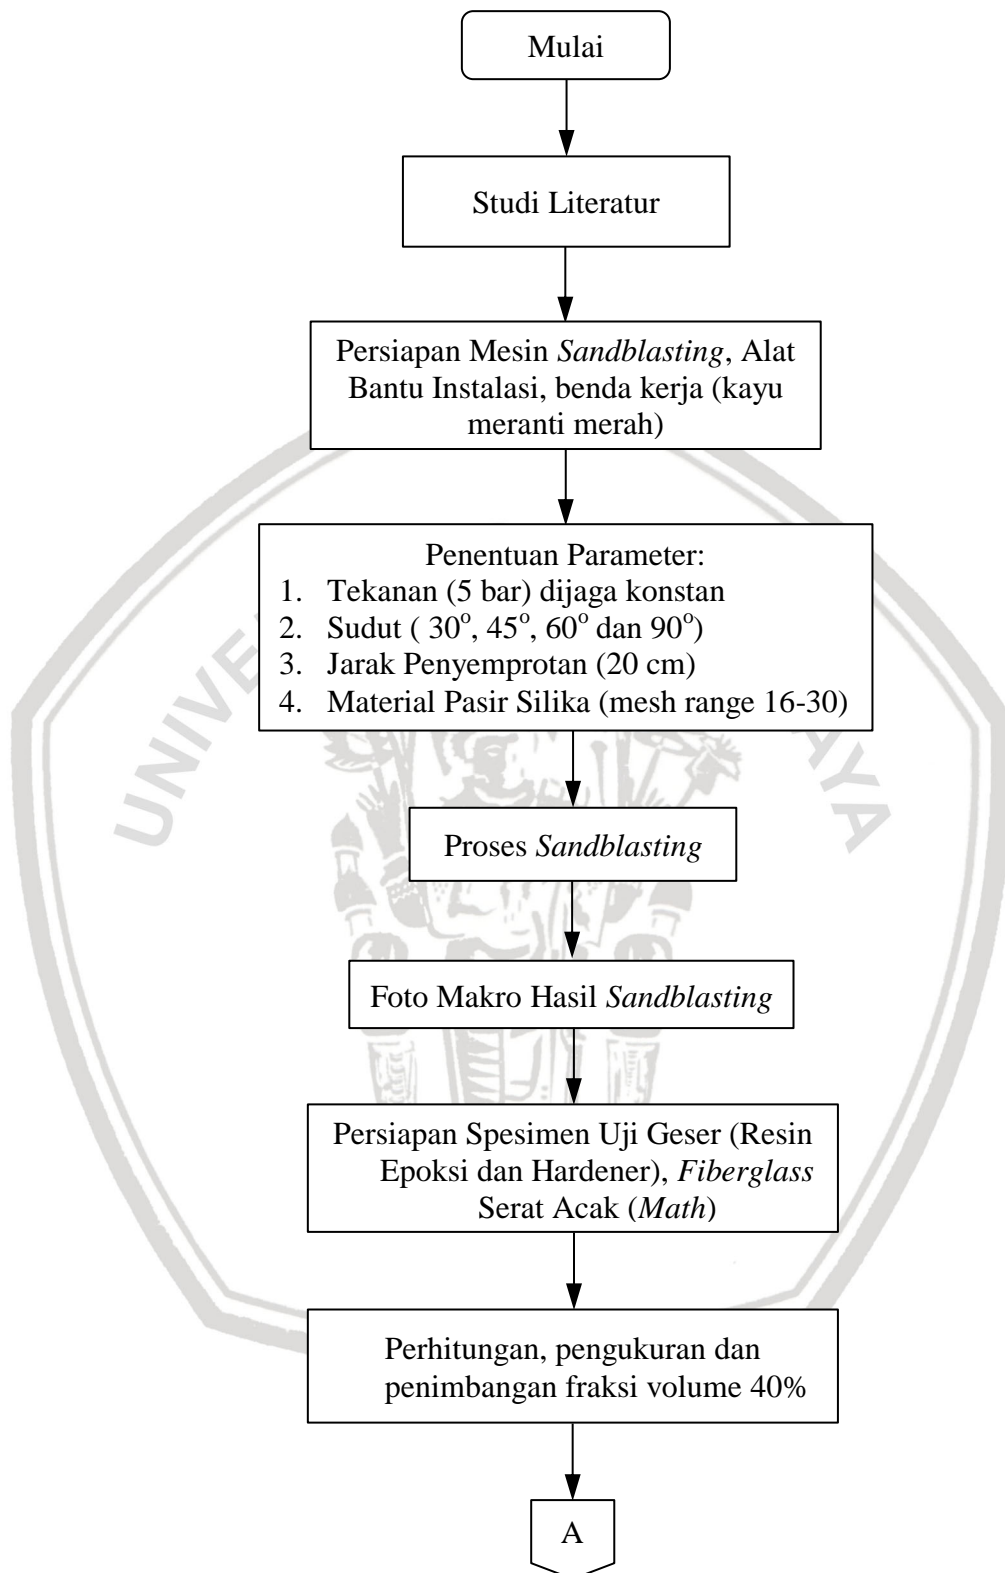 Mulai
Studi Literatur
Persiapan Mesin Sandblasting, Alat
Bantu Instalasi, benda kerja (kayu
meranti merah)
Penentuan Parameter:
1. Tekanan (5 bar) dijaga konstan
2. Sudut ( 30°, 45°, 60° dan 90°)
3. Jarak Penyemprotan (20 cm)
4. Material Pasir Silika (mesh range 16-30)
Proses Sandblasting
Foto Makro Hasil Sandblasting
Persiapan Spesimen Uji Geser (Resin
Epoksi dan Hardener), Fiberglass
Serat Acak (Math)
Perhitungan, pengukuran dan
penimbangan fraksi volume 40%
A